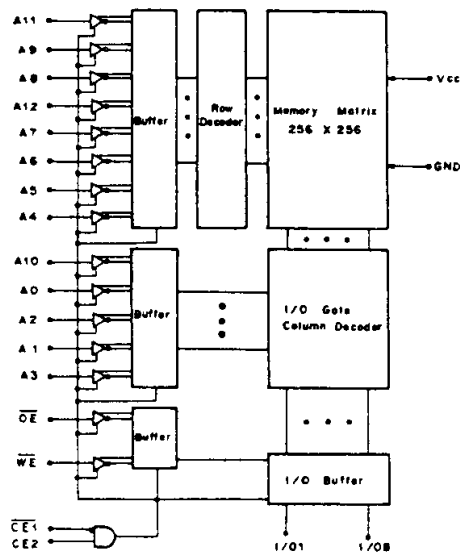 A11
A9
A8
A12
A7
A6
A5
A4
Buffer
Row
Decoder
Memory Matrix
256 X 256
Vcc
GND
A10
A0
A2
A1
A3
Buffer
I/O Gate
Column Decoder
OE
WE
Buffer
I/O Buffer
CE1
CE2
I/O1
I/O8